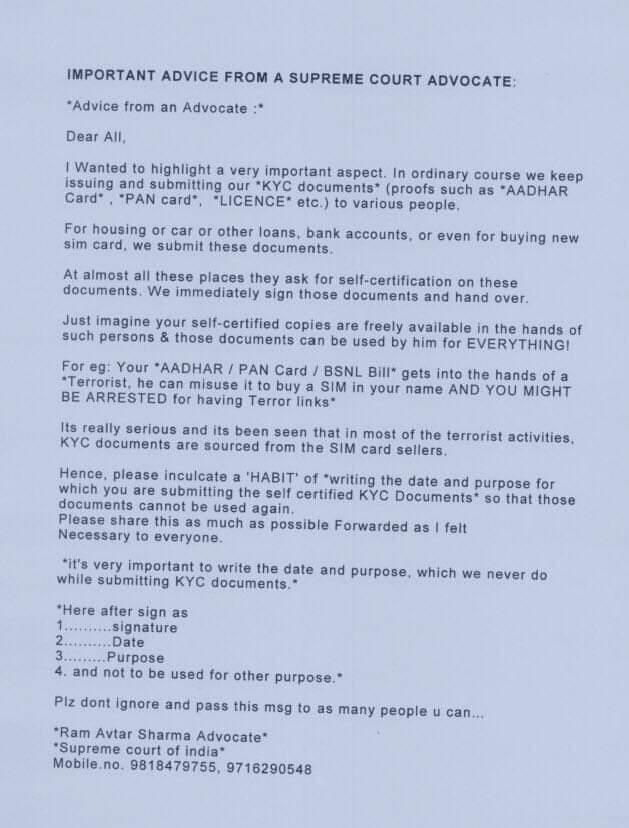 IMPORTANT ADVICE FROM A SUPREME COURT ADVOCATE:
*Advice from an Advocate :*
Dear All,
I Wanted to highlight a very important aspect. In ordinary course we keep
issuing and submitting our *KYC documents* (proofs such as *AADHAR
Card* , *PAN card*, *LICENCE* etc.) to various people.
For housing or car or other loans, bank accounts, or even for buying new
sim card, we submit these documents.
At almost all these places they ask for self-certification on these
documents. We immediately sign those documents and hand over.
Just imagine your self-certified copies are freely available in the hands of
such persons & those documents can be used by him for EVERYTHING!
For eg: Your *AADHAR / PAN Card / BSNL Bill* gets into the hands of a
*Terrorist, he can misuse it to buy a SIM in your name AND YOU MIGHT
BE ARRESTED for having Terror links*
Its really serious and its been seen that in most of the terrorist activities,
KYC documents are sourced from the SIM card sellers.
Hence, please inculcate a 'HABIT' of *writing the date and purpose for
which you are submitting the self certified KYC Documents* so that those
documents cannot be used again.
Please share this as much as possible Forwarded as I felt
Necessary to everyone.
*it's very important to write the date and purpose, which we never do
while submitting KYC documents.*
*Here after sign as
1..........signature
2..........Date
3.........Purpose
4. and not to be used for other purpose.*
Plz dont ignore and pass this msg to as many people u can...
*Ram Avtar Sharma Advocate*
*Supreme court of india*
Mobile.no. 9818479755, 9716290548